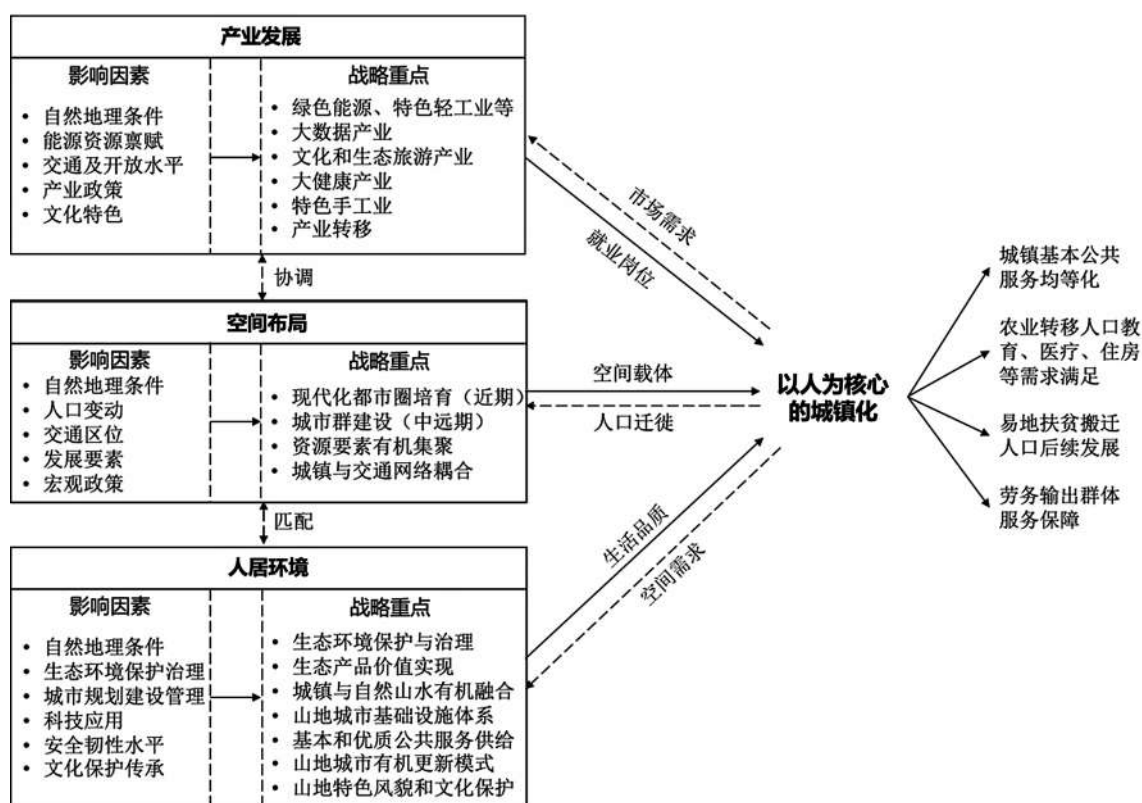 产业发展
影响因素
• 自然地理条件
• 能源资源禀赋
• 交通及开放水平
• 产业政策
• 文化特色
战略重点
• 绿色能源、特色轻工业等
• 大数据产业
• 文化和生态旅游产业
• 大健康产业
• 特色手工业
• 产业转移
协调
空间布局
影响因素
• 自然地理条件
• 人口变动
• 交通区位
• 发展要素
• 宏观政策
战略重点
• 现代化都市圈培育（近期）
• 城市群建设（中远期）
• 资源要素有机集聚
• 城镇与交通网络耦合
匹配
人居环境
影响因素
• 自然地理条件
• 生态环境保护治理
• 城市规划建设管理
• 科技应用
• 安全韧性水平
• 文化保护传承
战略重点
• 生态环境保护与治理
• 生态产品价值实现
• 城镇与自然山水有机融合
• 山地城市基础设施体系
• 基本和优质公共服务供给
• 山地城市有机更新模式
• 山地特色风貌和文化保护
市场需求
就业岗位
空间载体
人口迁徙
生活品质
空间需求
以人为核心
的城镇化
城镇基本公共
服务均等化
农业转移人口教
育、医疗、住房
等需求满足
易地扶贫搬迁
人口后续发展
劳务输出群体
服务保障